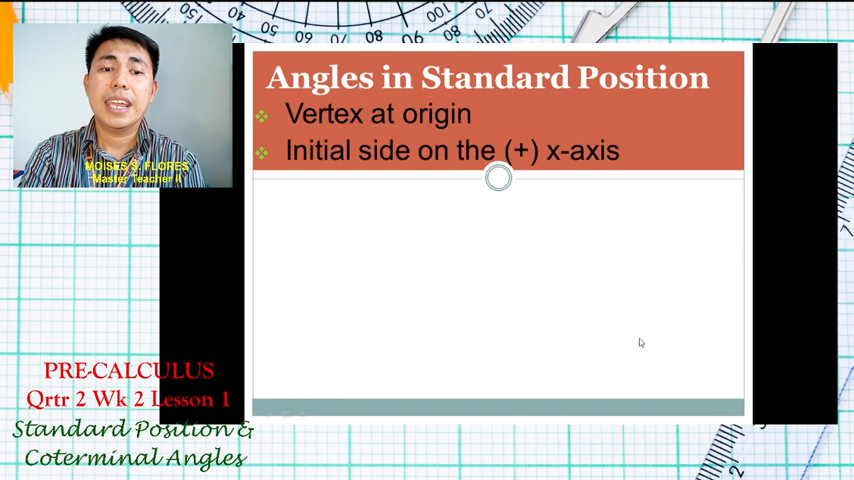 Angles in Standard Position
Vertex at origin
Initial side on the (+) x-axis
MOISES S. FLORES
Master Teacher II
PRE-CALCULUS
Qrtr 2 Wk 2 Lesson 1
Standard Position &
Coterminal Angles